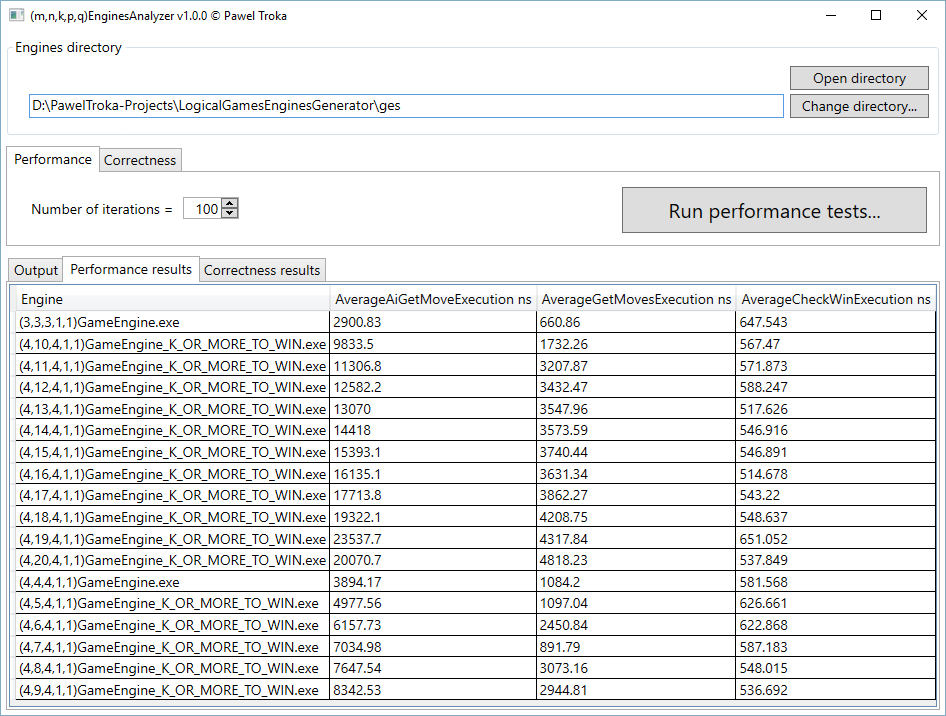 (m,n,k,p,q)EnginesAnalyzer v1.0.0 © Pawel Troka
Engines directory
Open directory
D:\PawelTroka-Projects\LogicalGamesEnginesGenerator\ges Change directory...
Performance Correctness
Number of iterations = 100 Run performance tests...
Output Performance results Correctness results
Engine AverageAiGetMoveExecution ns AverageGetMovesExecution ns AverageCheckWinExecution ns
(3,3,3,1,1)GameEngine.exe 2900.83 660.86 647.543
(4,10,4,1,1)GameEngine_K_OR_MORE_TO_WIN.exe 9833.5 1732.26 567.47
(4,11,4,1,1)GameEngine_K_OR_MORE_TO_WIN.exe 11306.8 3207.87 571.873
(4,12,4,1,1)GameEngine_K_OR_MORE_TO_WIN.exe 12582.2 3432.47 588.247
(4,13,4,1,1)GameEngine_K_OR_MORE_TO_WIN.exe 13070 3547.96 517.626
(4,14,4,1,1)GameEngine_K_OR_MORE_TO_WIN.exe 14418 3573.59 546.916
(4,15,4,1,1)GameEngine_K_OR_MORE_TO_WIN.exe 15393.1 3740.44 546.891
(4,16,4,1,1)GameEngine_K_OR_MORE_TO_WIN.exe 16135.1 3631.34 514.678
(4,17,4,1,1)GameEngine_K_OR_MORE_TO_WIN.exe 17713.8 3862.27 543.22
(4,18,4,1,1)GameEngine_K_OR_MORE_TO_WIN.exe 19322.1 4208.75 548.637
(4,19,4,1,1)GameEngine_K_OR_MORE_TO_WIN.exe 23537.7 4317.84 651.052
(4,20,4,1,1)GameEngine_K_OR_MORE_TO_WIN.exe 20070.7 4818.23 537.849
(4,4,4,1,1)GameEngine.exe 3894.17 1084.2 581.568
(4,5,4,1,1)GameEngine_K_OR_MORE_TO_WIN.exe 4977.56 1097.04 626.661
(4,6,4,1,1)GameEngine_K_OR_MORE_TO_WIN.exe 6157.73 2450.84 622.868
(4,7,4,1,1)GameEngine_K_OR_MORE_TO_WIN.exe 7034.98 891.79 587.183
(4,8,4,1,1)GameEngine_K_OR_MORE_TO_WIN.exe 7647.54 3073.16 548.015
(4,9,4,1,1)GameEngine_K_OR_MORE_TO_WIN.exe 8342.53 2944.81 536.692